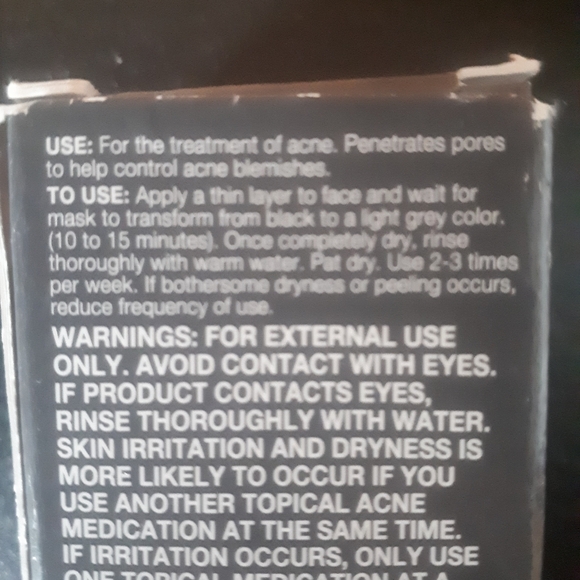 USE: For the treatment of acne. Penetrates pores
to help control acne blemishes.
TO USE: Apply a thin layer to face and wait for
mask to transform from black to a light grey color.
(10 to 15 minutes). Once completely dry, rinse
thoroughly with warm water. Pat dry. Use 2-3 times
per week. If bothersome dryness or peeling occurs,
reduce frequency of use.
WARNINGS: FOR EXTERNAL USE
ONLY. AVOID CONTACT WITH EYES.
IF PRODUCT CONTACTS EYES,
RINSE THOROUGHLY WITH WATER.
SKIN IRRITATION AND DRYNESS IS
MORE LIKELY TO OCCUR IF YOU
USE ANOTHER TOPICAL ACNE
MEDICATION AT THE SAME TIME.
IF IRRITATION OCCURS, ONLY USE
ONE TOPICAL MEDICATION AT A